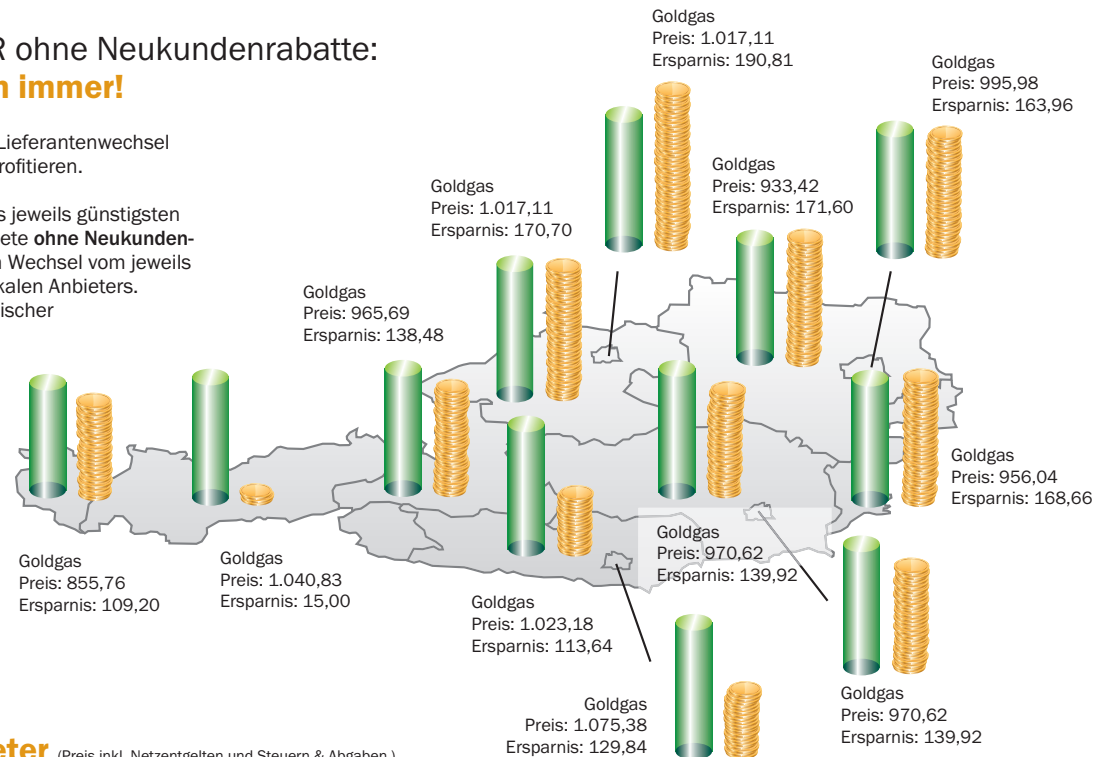 R ohne Neukundenrabatte:
n immer!
Lieferantenwechsel
rofitieren.
s jeweils günstigsten
ete ohne Neukunden-
n Wechsel vom jeweils
kalen Anbieters.
ischer
Goldgas
Preis: 1.017,11
Ersparnis: 190,81
Goldgas
Preis: 995,98
Ersparnis: 163,96
Goldgas
Preis: 933,42
Ersparnis: 171,60
Goldgas
Preis: 1.017,11
Ersparnis: 170,70
Goldgas
Preis: 965,69
Ersparnis: 138,48
Goldgas
Preis: 956,04
Ersparnis: 168,66
Goldgas
Preis: 970,62
Ersparnis: 139,92
Goldgas
Preis: 855,76
Ersparnis: 109,20
Goldgas
Preis: 1.040,83
Ersparnis: 15,00
Goldgas
Preis: 1.023,18
Ersparnis: 113,64
Goldgas
Preis: 1.075,38
Ersparnis: 129,84
Goldgas
Preis: 970,62
Ersparnis: 139,92
eter (Preis inkl. Netzentgelten und Steuern & Abgaben )